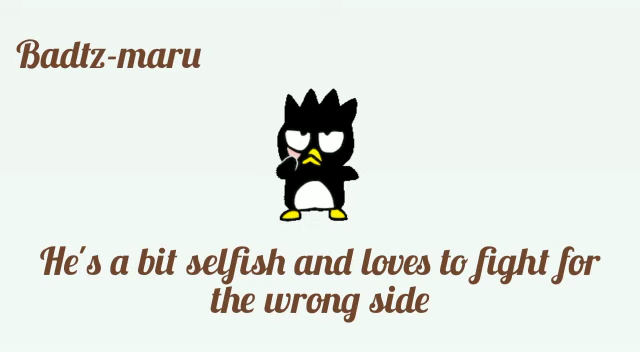 Badtz-maru
He's a bit selfish and loves to fight for
the wrong side